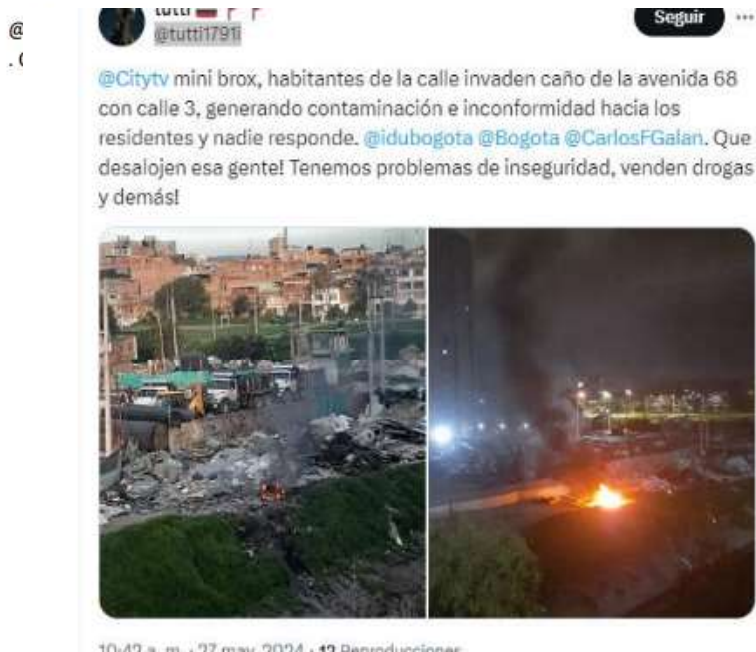 @
. (
tutti
Seguir ...
@tutti1791i
@Citytv mini brox, habitantes de la calle invaden caño de la avenida 68
con calle 3, generando contaminación e inconformidad hacia los
residentes y nadie responde. @idubogota @Bogota @CarlosFGalan. Que
desalojen esa gente! Tenemos problemas de inseguridad, venden drogas
y demás!
10:42 a. m. · 27 may. 2024 · 12 Reproducciones